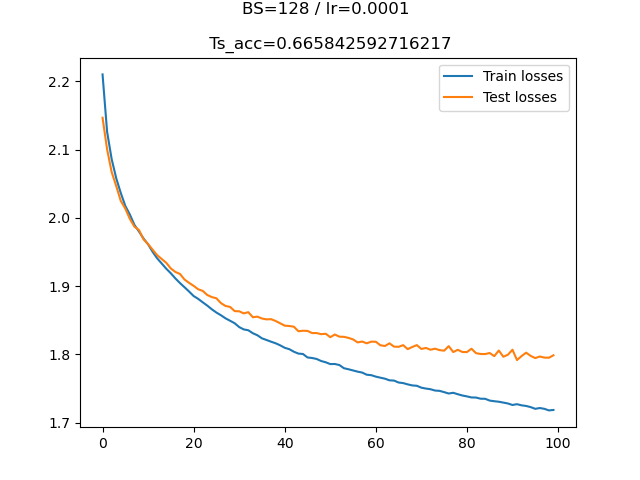 BS=128 / lr=0.0001
Ts_acc=0.665842592716217
Train losses
Test losses
2.2
2.1
2.0
1.9
1.8
1.7
0 20 40 60 80 100